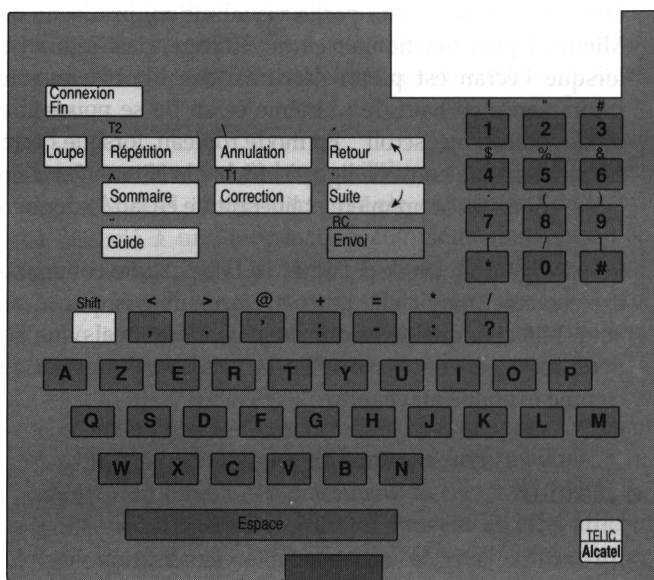 Connexion
Fin
" #
1 2 3
T2 \
Loupe Répétition Annulation Retour
$ % &
4 5 6
^ T1
Sommaire Correction Suite
' ( )
7 8 9
RC
Guide Envoi
[ / ]
* 0 #
Shift < > @ + = * /
, . ' ; - : ?
A Z E R T Y U I O P
Q S D F G H J K L M
W X C V B N
Espace
TELIC
Alcatel